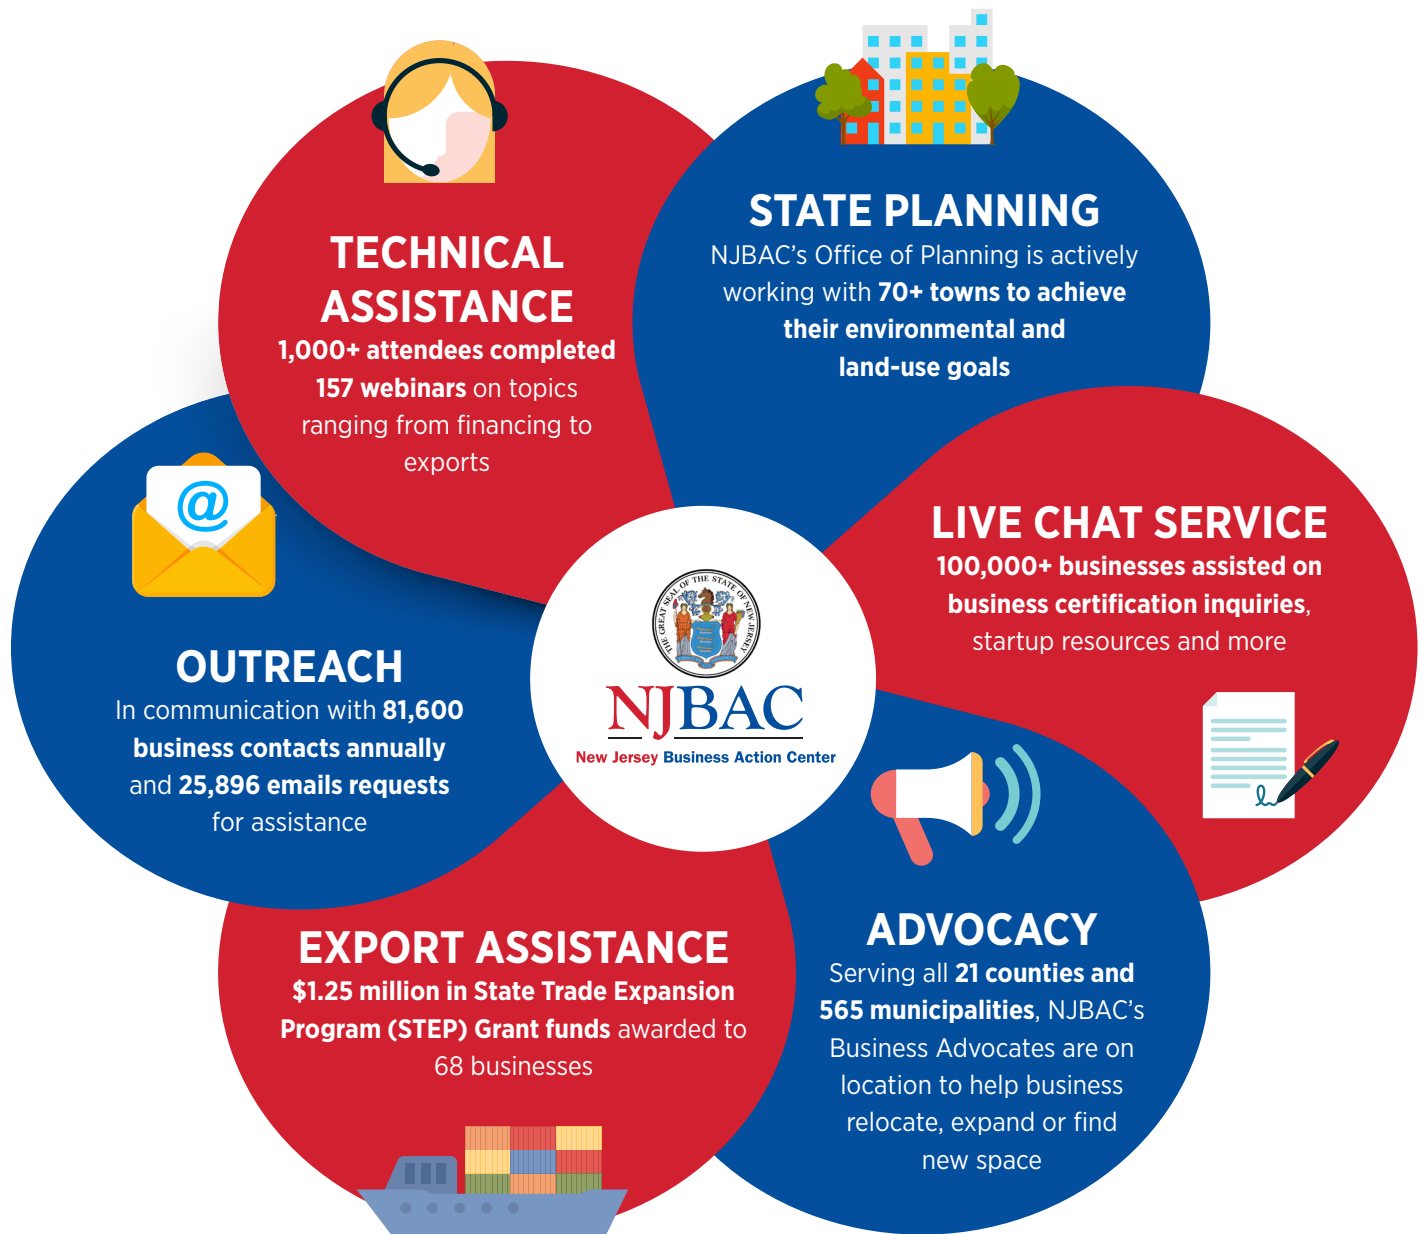 TECHNICAL
ASSISTANCE
1,000+ attendees completed
157 webinars on topics
ranging from financing to
exports
STATE PLANNING
NJBAC’s Office of Planning is actively
working with 70+ towns to achieve
their environmental and
land-use goals
LIVE CHAT SERVICE
100,000+ businesses assisted on
business certification inquiries,
startup resources and more
@
OUTREACH
In communication with 81,600
business contacts annually
and 25,896 emails requests
for assistance
THE GREAT SEAL OF THE STATE OF NEW JERSEY
NJBAC
New Jersey Business Action Center
EXPORT ASSISTANCE
$1.25 million in State Trade Expansion
Program (STEP) Grant funds awarded to
68 businesses
ADVOCACY
Serving all 21 counties and
565 municipalities, NJBAC’s
Business Advocates are on
location to help business
relocate, expand or find
new space